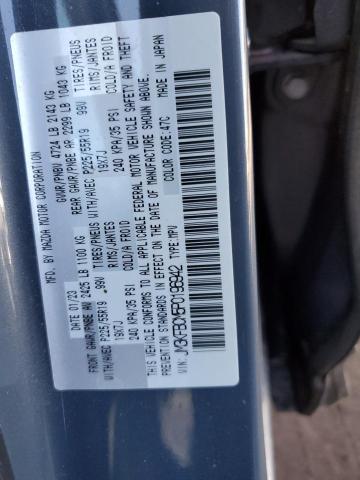 MFD. BY MAZDA MOTOR CORPORATION
DATE 01/23 GVWR/PNBV 4724 LB 2143 KG
FRONT GAWR/PNBE AV 2425 LB 1100 KG REAR GAWR/PNBE AR 2299 LB 1043 KG
WITH/AVEC P225/55R19 99V TIRES/PNEUS WITH/AVEC P225/55R19 99V TIRES/PNEUS
19X7J RIMS/JANTES 19X7J RIMS/JANTES
240 KPA/35 PSI COLD/A FROID 240 KPA/35 PSI COLD/A FROID
THIS VEHICLE CONFORMS TO ALL APPLICABLE FEDERAL MOTOR VEHICLE SAFETY AND THEFT
PREVENTION STANDARDS IN EFFECT ON THE DATE OF MANUFACTURE SHOWN ABOVE.
MADE IN JAPAN
TYPE: MPV COLOR CODE: 47C